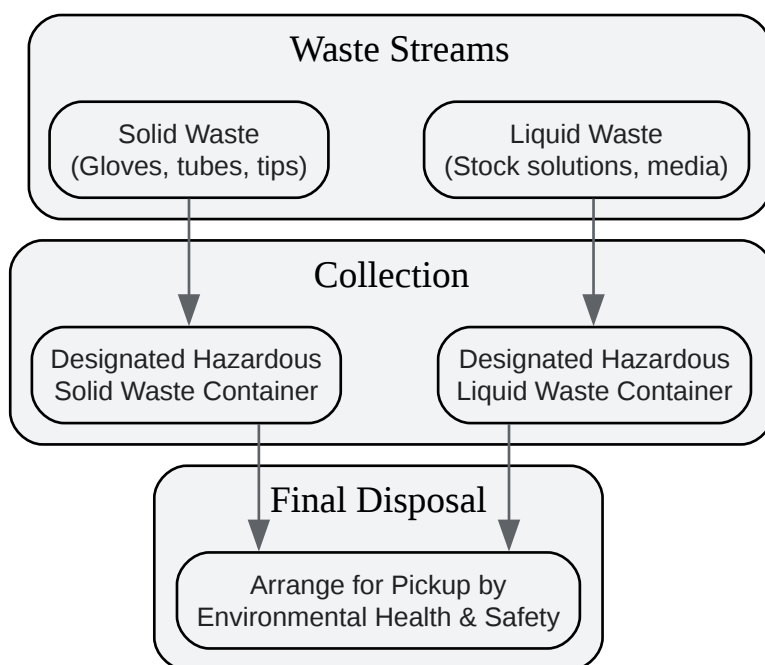 Waste Streams
Solid Waste
(Gloves, tubes, tips)
Liquid Waste
(Stock solutions, media)
Collection
Designated Hazardous
Solid Waste Container
Designated Hazardous
Liquid Waste Container
Final Disposal
Arrange for Pickup by
Environmental Health & Safety